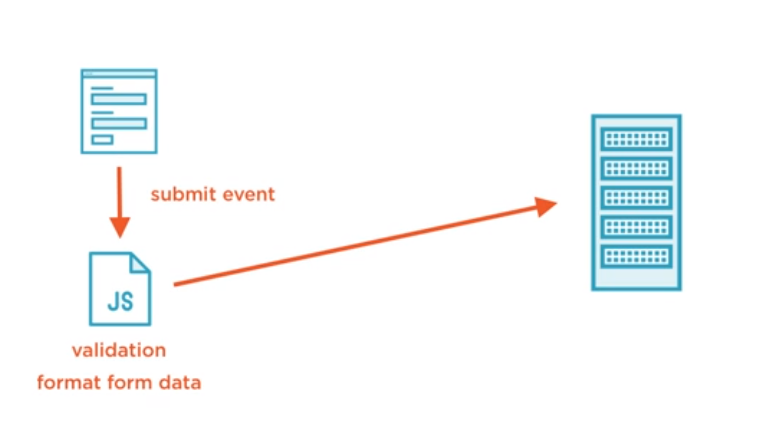 submit event
JS
validation
format form data